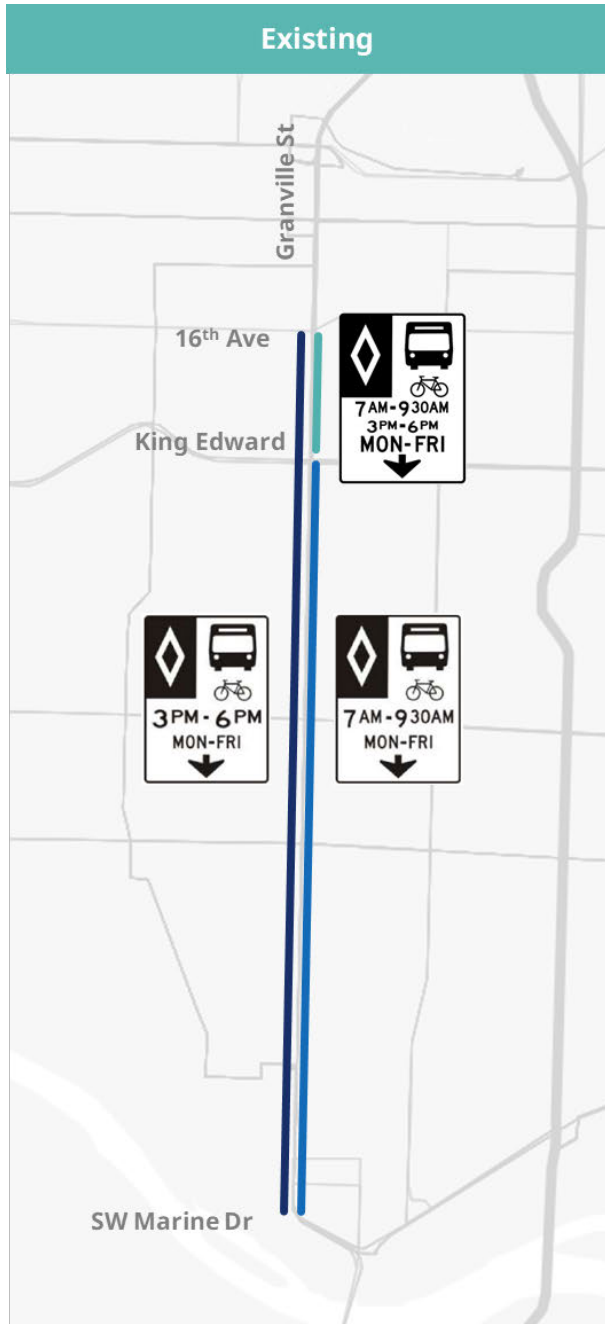 Existing
Granville St
16th Ave
7AM-930AM
3PM-6PM
MON-FRI
King Edward
3PM - 6PM
MON-FRI
7AM-930AM
MON-FRI
SW Marine Dr